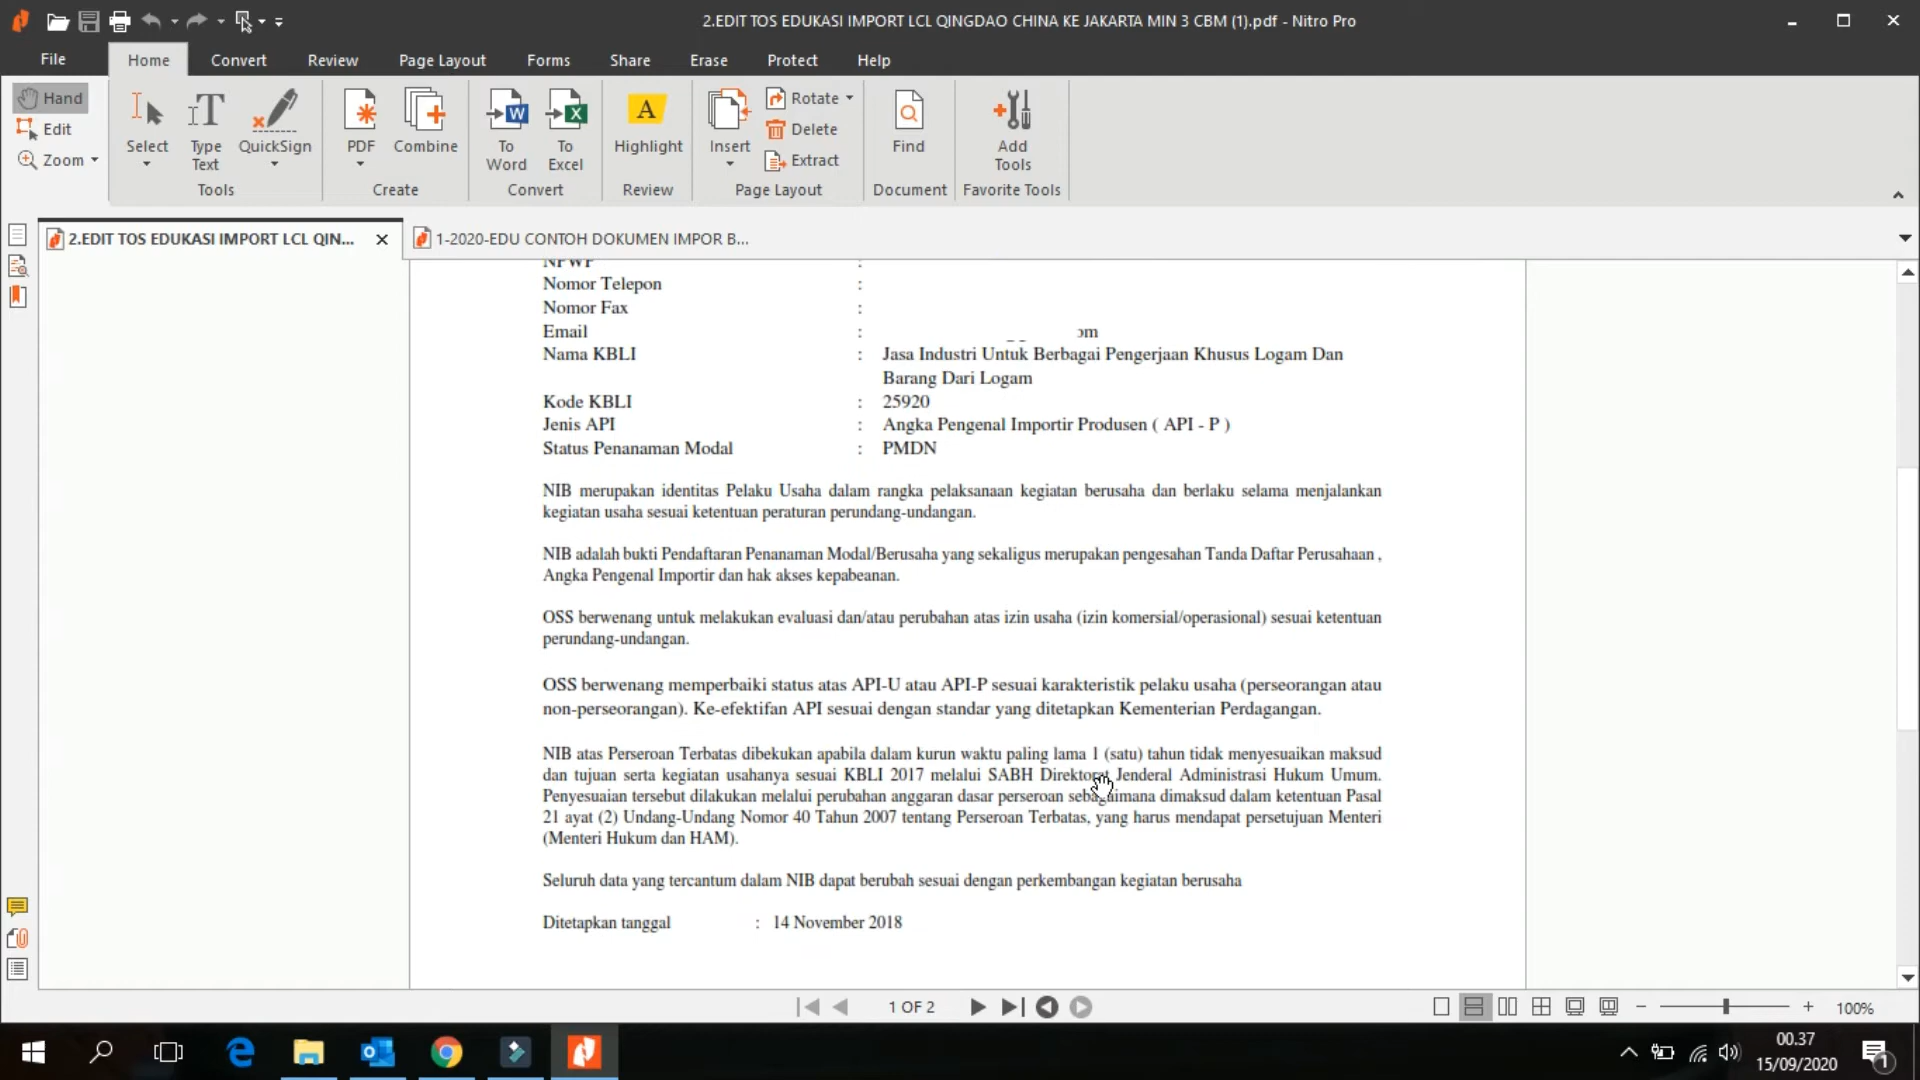 2.EDIT TOS EDUKASI IMPORT LCL QINGDAO CHINA KE JAKARTA MIN 3 CBM (1).pdf - Nitro Pro
File Home Convert Review Page Layout Forms Share Erase Protect Help
Hand
Edit
Zoom
Select
Type Text
QuickSign
Tools
PDF
Combine
Create
To Word
To Excel
Convert
Highlight
Review
Insert
Rotate
Delete
Extract
Page Layout
Find
Document
Add Tools
Favorite Tools
2.EDIT TOS EDUKASI IMPORT LCL QIN...
1-2020-EDU CONTOH DOKUMEN IMPOR B...
NPWP :
Nomor Telepon :
Nomor Fax :
Email : om
Nama KBLI : Jasa Industri Untuk Berbagai Pengerjaan Khusus Logam Dan
Barang Dari Logam
Kode KBLI : 25920
Jenis API : Angka Pengenal Importir Produsen ( API - P )
Status Penanaman Modal : PMDN
NIB merupakan identitas Pelaku Usaha dalam rangka pelaksanaan kegiatan berusaha dan berlaku selama menjalankan
kegiatan usaha sesuai ketentuan peraturan perundang-undangan.
NIB adalah bukti Pendaftaran Penanaman Modal/Berusaha yang sekaligus merupakan pengesahan Tanda Daftar Perusahaan ,
Angka Pengenal Importir dan hak akses kepabeanan.
OSS berwenang untuk melakukan evaluasi dan/atau perubahan atas izin usaha (izin komersial/operasional) sesuai ketentuan
perundang-undangan.
OSS berwenang memperbaiki status atas API-U atau API-P sesuai karakteristik pelaku usaha (perseorangan atau
non-perseorangan). Ke-efektifan API sesuai dengan standar yang ditetapkan Kementerian Perdagangan.
NIB atas Perseroan Terbatas dibekukan apabila dalam kurun waktu paling lama 1 (satu) tahun tidak menyesuaikan maksud
dan tujuan serta kegiatan usahanya sesuai KBLI 2017 melalui SABH Direktorat Jenderal Administrasi Hukum Umum.
Penyesuaian tersebut dilakukan melalui perubahan anggaran dasar perseroan sebagaimana dimaksud dalam ketentuan Pasal
21 ayat (2) Undang-Undang Nomor 40 Tahun 2007 tentang Perseroan Terbatas, yang harus mendapat persetujuan Menteri
(Menteri Hukum dan HAM).
Seluruh data yang tercantum dalam NIB dapat berubah sesuai dengan perkembangan kegiatan berusaha
Ditetapkan tanggal : 14 November 2018
1 OF 2
100%
00.37
15/09/2020
1